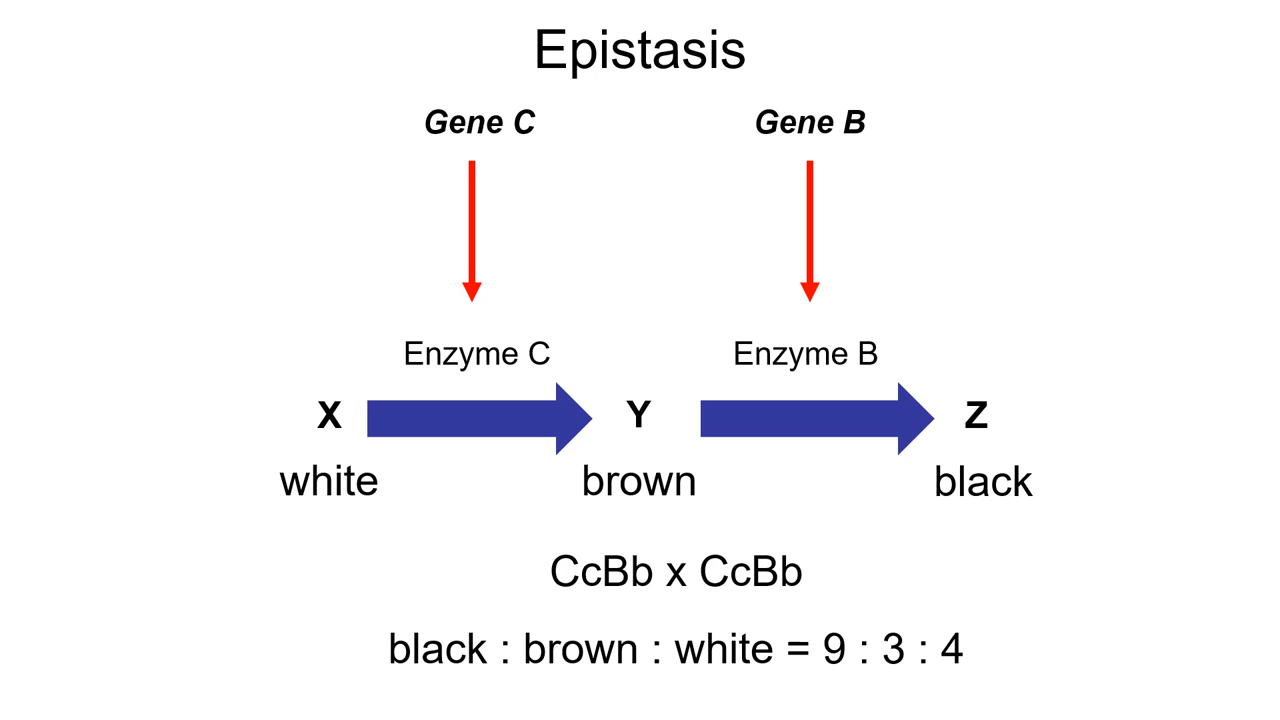 Epistasis
Gene C Gene B
Enzyme C Enzyme B
X Y Z
white brown black
CcBb x CcBb
black : brown : white = 9 : 3 : 4